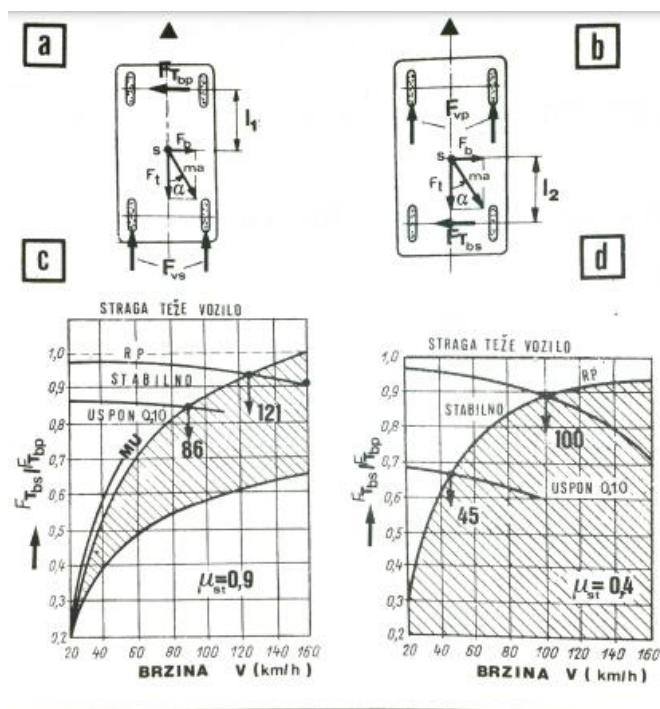 a
F_Tbp
l₁
S
F_b
F_t
ma
α
F_vs
b
F_vp
S
F_b
F_t
ma
α
l₂
F_Tbs
c
STRAGA TEŽE VOZILO
RP
STABILNO
USPON 0,10
MU
86
121
μst=0,9
F_Tbs/F_Tbp
1,0
0,9
0,8
0,7
0,6
0,5
0,4
0,3
0,2
20 40 60 80 100 120 140 160
BRZINA V (km/h)
d
STRAGA TEŽE VOZILO
RP
STABILNO
100
USPON 0,10
45
μst=0,4
F_Tbs/F_Tbp
1,0
0,9
0,8
0,7
0,6
0,5
0,4
0,3
0,2
20 40 60 80 100 120 140 160
BRZINA V (km/h)